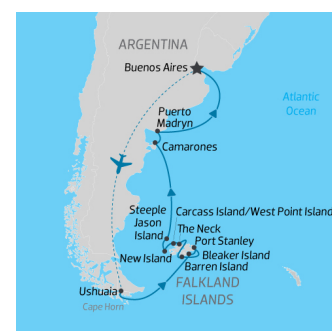 ARGENTINA
Buenos Aires
Atlantic
Ocean
Puerto
Madryn
Camarones
Steeple
Jason
Island
Carcass Island/West Point Island
The Neck
Port Stanley
New Island
Bleaker Island
Barren Island
Ushuaia
FALKLAND
ISLANDS
Cape Horn